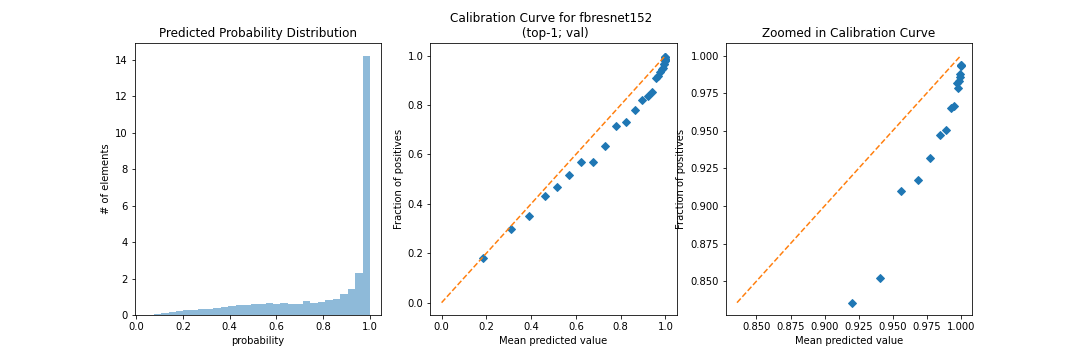 Predicted Probability Distribution
14
12
10
8
6
4
2
0
# of elements
0.0 0.2 0.4 0.6 0.8 1.0
probability
Calibration Curve for fbresnet152
(top-1; val)
1.0
0.8
0.6
0.4
0.2
0.0
Fraction of positives
0.0 0.2 0.4 0.6 0.8 1.0
Mean predicted value
Zoomed in Calibration Curve
1.000
0.975
0.950
0.925
0.900
0.875
0.850
Fraction of positives
0.850 0.875 0.900 0.925 0.950 0.975 1.000
Mean predicted value